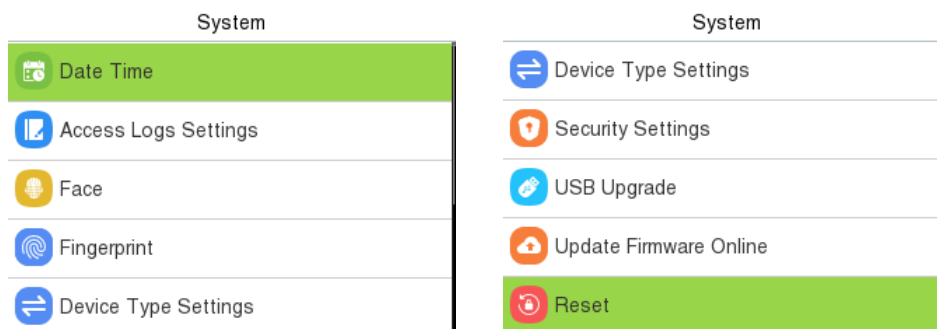 System
Date Time
Access Logs Settings
Face
Fingerprint
Device Type Settings
System
Device Type Settings
Security Settings
USB Upgrade
Update Firmware Online
Reset